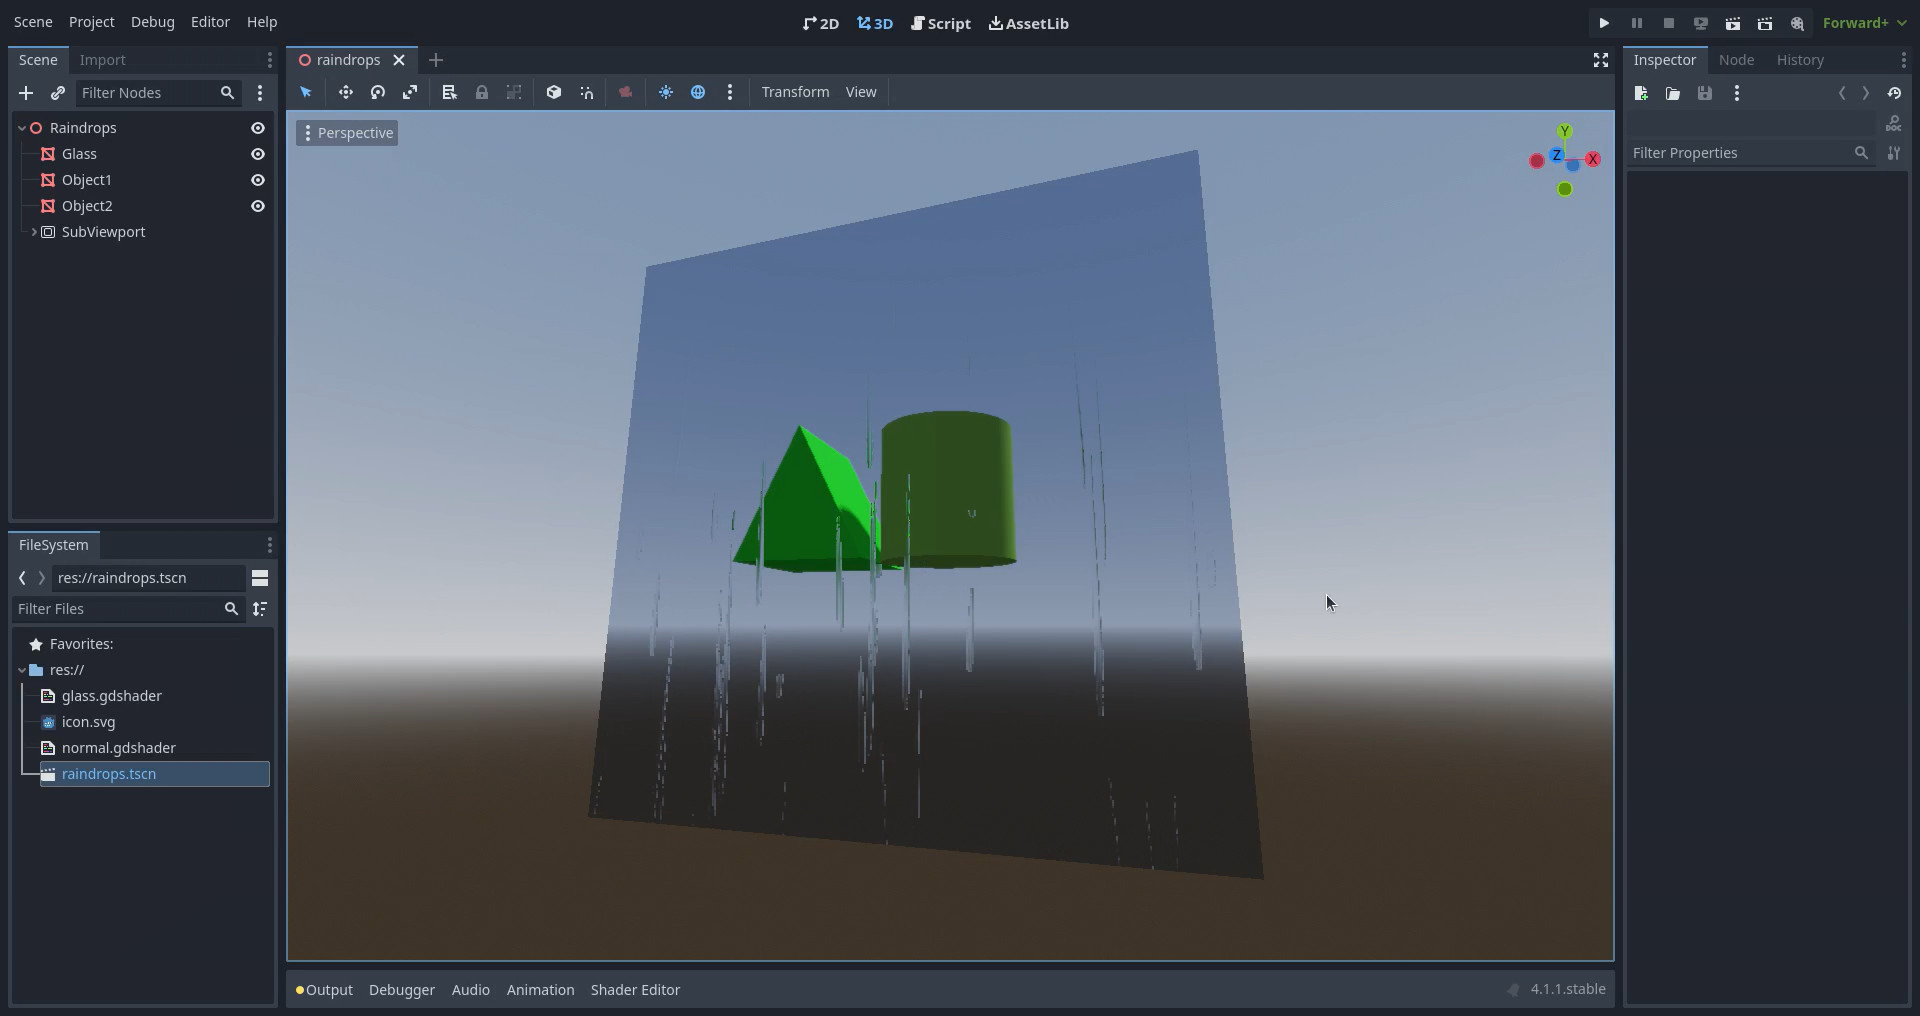 Scene Project Debug Editor Help
2D 3D Script AssetLib
Forward+
Scene Import
Filter Nodes
Raindrops
Glass
Object1
Object2
SubViewport
FileSystem
res://raindrops.tscn
Filter Files
Favorites:
res://
glass.gdshader
icon.svg
normal.gdshader
raindrops.tscn
raindrops
Transform View
Perspective
Y
Z X
Output Debugger Audio Animation Shader Editor
4.1.1.stable
Inspector Node History
DOC
Filter Properties